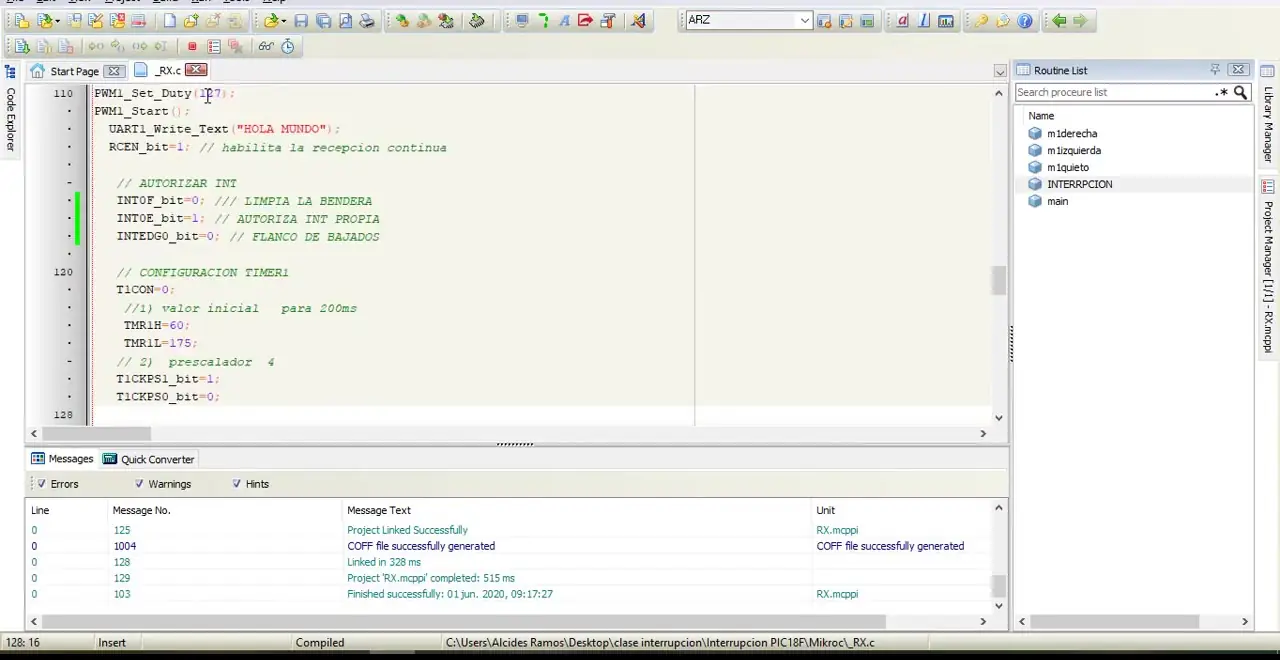 ARZ
Start Page
_RX.c
Code Explorer
110 PWM1_Set_Duty(127);
PWM1_Start();
UART1_Write_Text("HOLA MUNDO");
RCEN_bit=1; // habilita la recepcion continua
// AUTORIZAR INT
INT0F_bit=0; /// LIMPIA LA BENDERA
INT0E_bit=1; // AUTORIZA INT PROPIA
INTEDG0_bit=0; // FLANCO DE BAJADOS
120 // CONFIGURACION TIMER1
T1CON=0;
//1) valor inicial para 200ms
TMR1H=60;
TMR1L=175;
// 2) prescalador 4
T1CKPS1_bit=1;
T1CKPS0_bit=0;
128
Routine List
Search proceure list
.*
Name
m1derecha
m1izquierda
m1quieto
INTERRPCION
main
Library Manager
Project Manager [1/1] - RX.mcppi
Messages
Quick Converter
Errors
Warnings
Hints
Line Message No. Message Text Unit
0 125 Project Linked Successfully RX.mcppi
0 1004 COFF file successfully generated COFF file successfully generated
0 128 Linked in 328 ms
0 129 Project 'RX.mcppi' completed: 515 ms
0 103 Finished successfully: 01 jun. 2020, 09:17:27 RX.mcppi
128: 16 Insert Compiled C:\Users\Alcides Ramos\Desktop\clase interrupcion\Interrupcion PIC18F\Mikroc\_RX.c